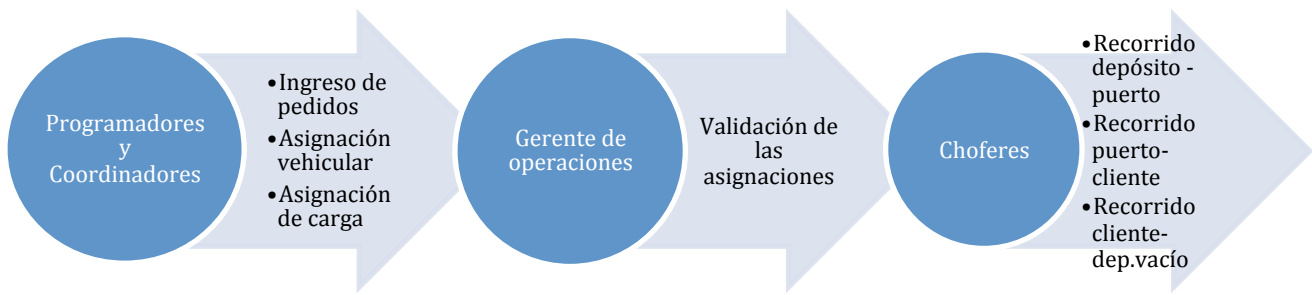 Programadores
y
Coordinadores
•Ingreso de
pedidos
•Asignación
vehicular
•Asignación
de carga
Gerente de
operaciones
Validación de
las
asignaciones
Choferes
•Recorrido
depósito -
puerto
•Recorrido
puerto-
cliente
•Recorrido
cliente-
dep.vacío